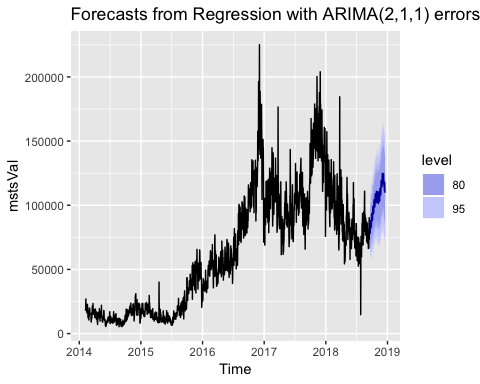 Forecasts from Regression with ARIMA(2,1,1) errors
200000
150000
100000
50000
0
mstsVal
2014 2015 2016 2017 2018 2019
Time
level
80
95